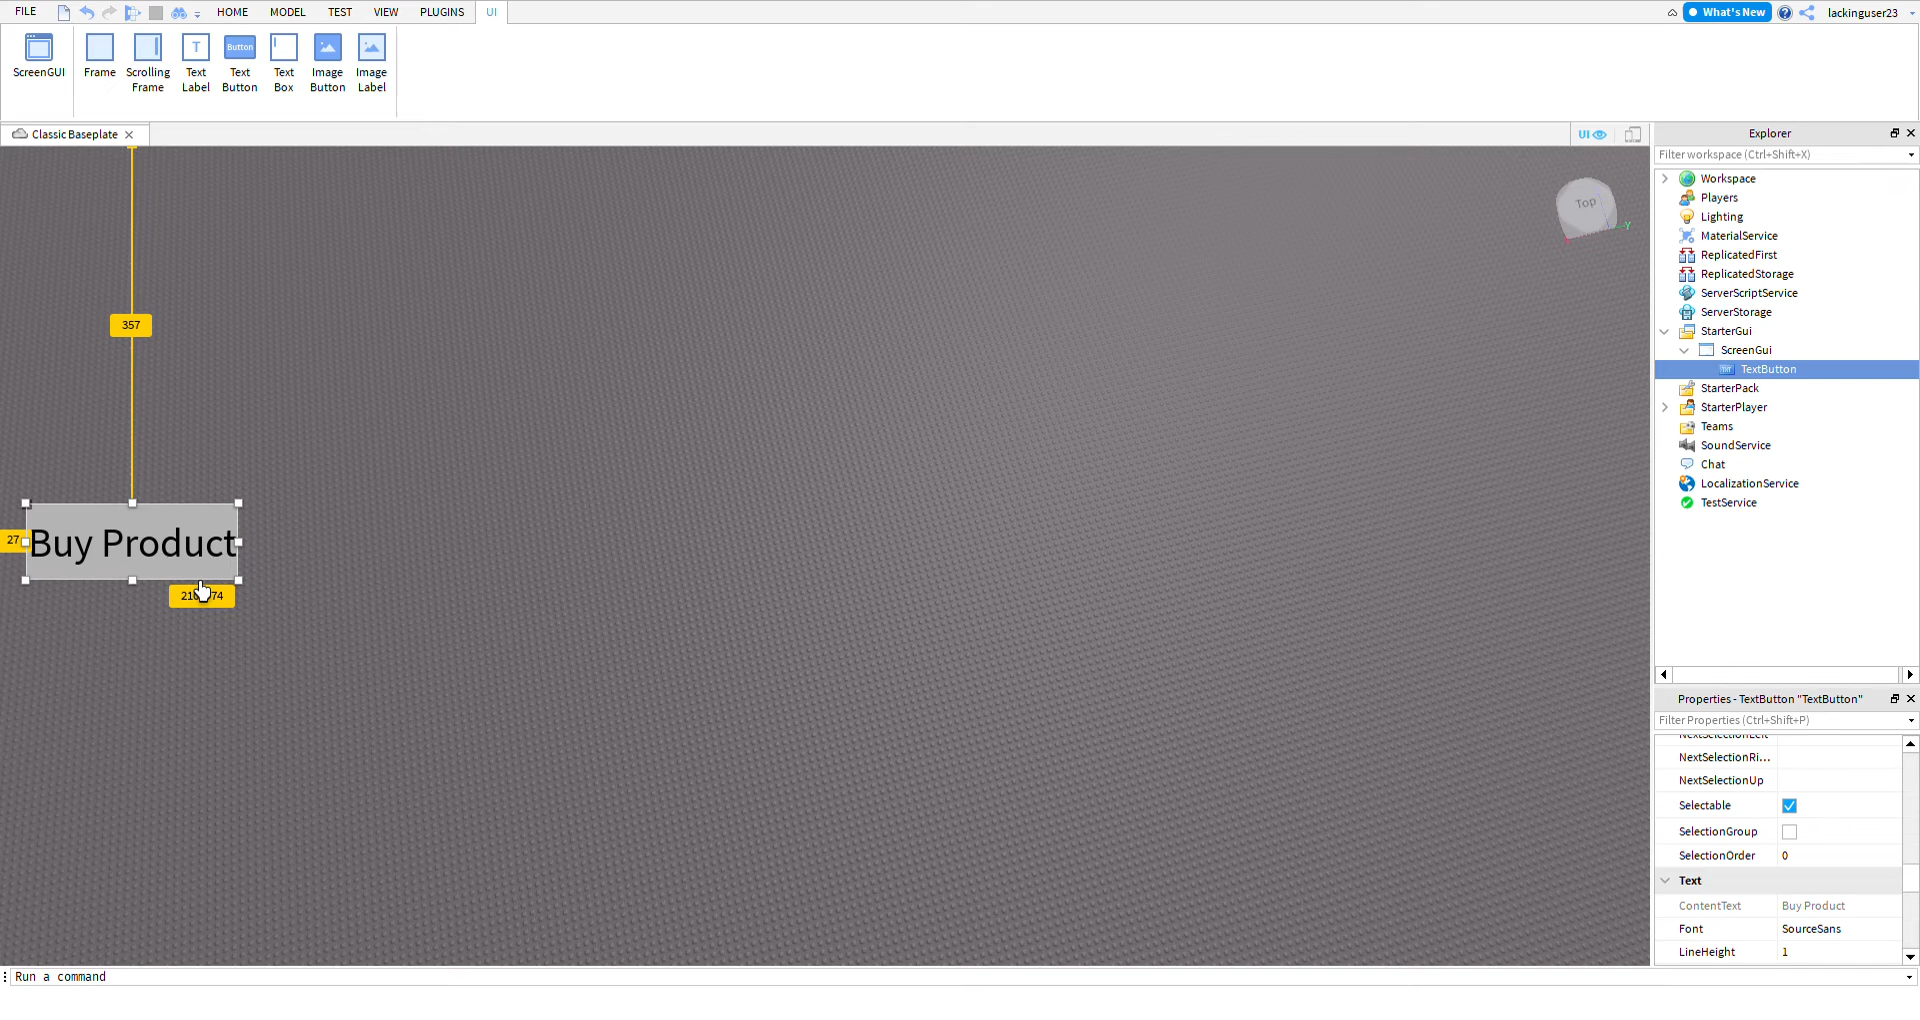 FILE HOME MODEL TEST VIEW PLUGINS UI What's New lackinguser23
ScreenGUI Frame Scrolling Frame Text Label Text Button Button Text Box Image Button Image Label
T
Classic Baseplate
UI
Explorer
Filter workspace (Ctrl+Shift+X)
Workspace
Players
Lighting
MaterialService
ReplicatedFirst
ReplicatedStorage
ServerScriptService
ServerStorage
StarterGui
ScreenGui
TextButton
StarterPack
StarterPlayer
Teams
SoundService
Chat
LocalizationService
TestService
Top
Y
357
27
Buy Product
Properties - TextButton "TextButton"
Filter Properties (Ctrl+Shift+P)
NextSelectionLeft
NextSelectionRi...
NextSelectionUp
Selectable
SelectionGroup
SelectionOrder 0
Text
ContentText Buy Product
Font SourceSans
LineHeight 1
Run a command